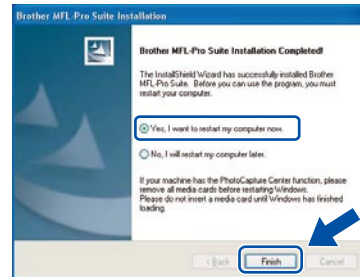 Brother MFL-Pro Suite Installation
Brother MFL-Pro Suite Installation Completed!
The InstallShield Wizard has successfully installed Brother
MFL-Pro Suite. Before you can use the program, you must
restart your computer.
Yes, I want to restart my computer now.
No, I will restart my computer later.
If your machine has the PhotoCapture Center function, please
remove all media cards before restarting Windows.
Please do not insert a media card until Windows has finished
loading.
< Back
Finish
Cancel